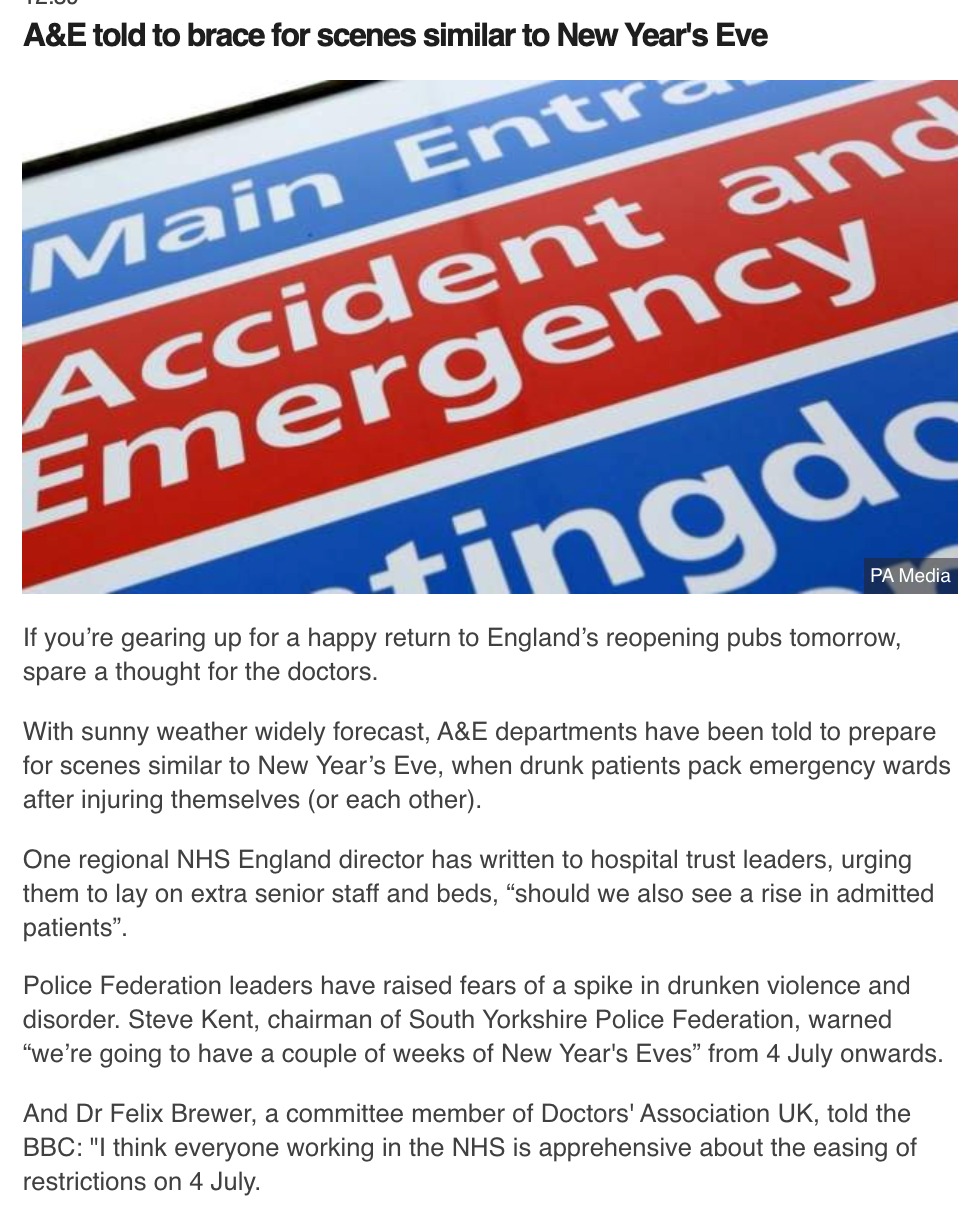 A&E told to brace for scenes similar to New Year's Eve
Main
Accident and
Emergency
PA Media
If you’re gearing up for a happy return to England’s reopening pubs tomorrow,
spare a thought for the doctors.
With sunny weather widely forecast, A&E departments have been told to prepare
for scenes similar to New Year’s Eve, when drunk patients pack emergency wards
after injuring themselves (or each other).
One regional NHS England director has written to hospital trust leaders, urging
them to lay on extra senior staff and beds, “should we also see a rise in admitted
patients”.
Police Federation leaders have raised fears of a spike in drunken violence and
disorder. Steve Kent, chairman of South Yorkshire Police Federation, warned
“we’re going to have a couple of weeks of New Year's Eves” from 4 July onwards.
And Dr Felix Brewer, a committee member of Doctors' Association UK, told the
BBC: "I think everyone working in the NHS is apprehensive about the easing of
restrictions on 4 July.